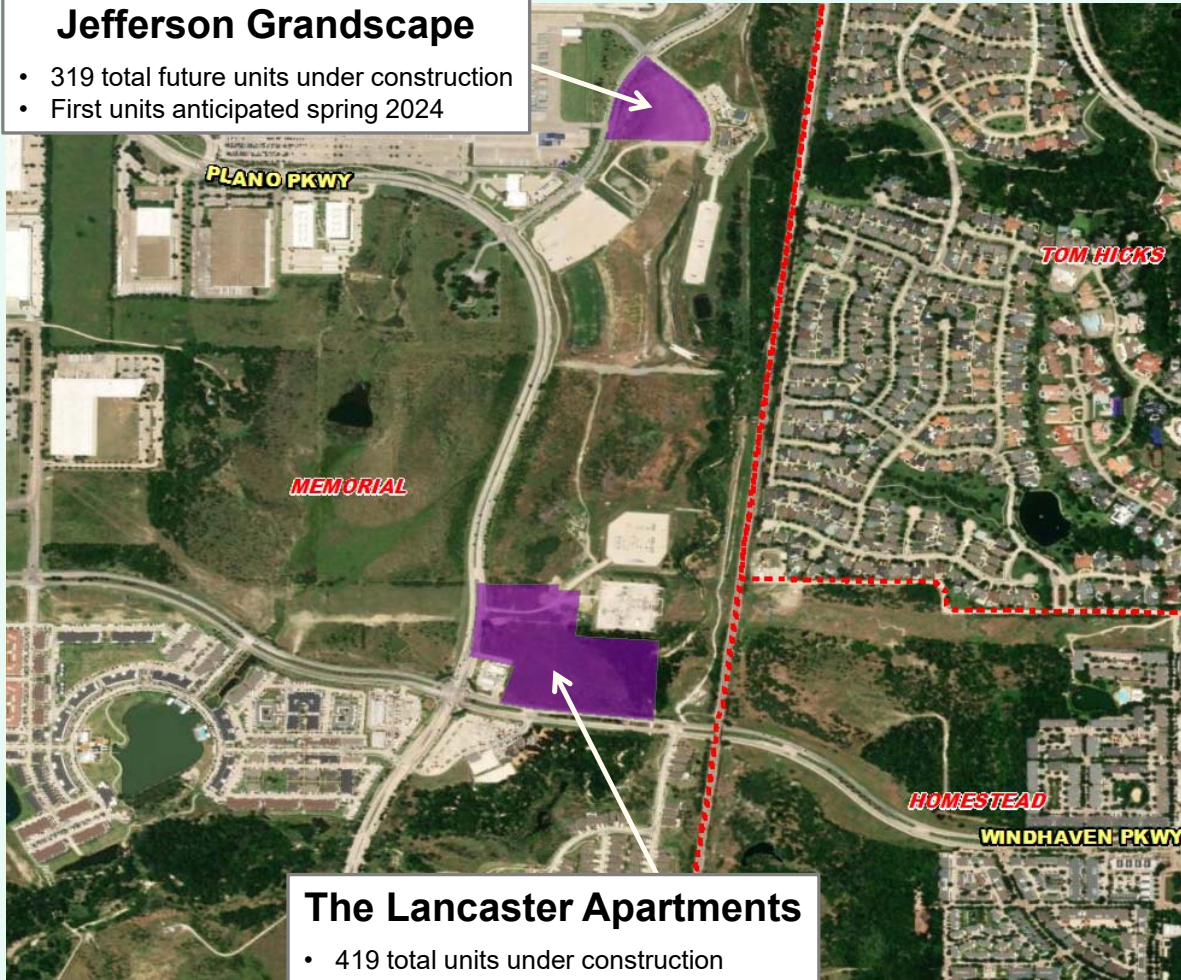 Jefferson Grandscape
• 319 total future units under construction
• First units anticipated spring 2024
PLANO PKWY
TOM HICKS
MEMORIAL
HOMESTEAD
WINDHAVEN PKWY
The Lancaster Apartments
• 419 total units under construction